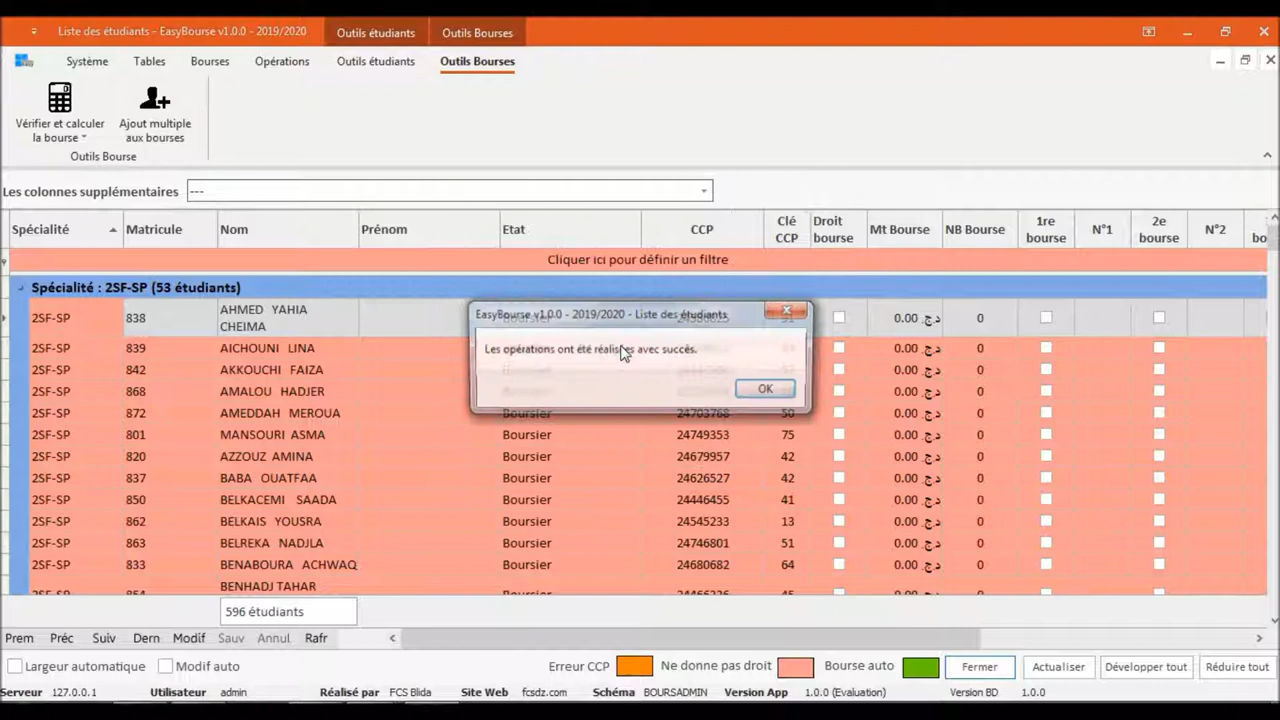 Liste des étudiants - EasyBourse v1.0.0 - 2019/2020 Outils étudiants Outils Bourses
Système Tables Bourses Opérations Outils étudiants Outils Bourses
Vérifier et calculer la bourse Ajout multiple aux bourses
Outils Bourse
Les colonnes supplémentaires ---
Spécialité Matricule Nom Prénom Etat CCP Clé CCP Droit bourse Mt Bourse NB Bourse 1re bourse N°1 2e bourse N°2
Cliquer ici pour définir un filtre
Spécialité : 2SF-SP (53 étudiants)
EasyBourse v1.0.0 - 2019/2020 - Liste des étudiants
Les opérations ont été réalisées avec succès.
OK
2SF-SP 838 AHMED YAHIA CHEIMA 0.00 د.ج. 0
2SF-SP 839 AICHOUNI LINA 0.00 د.ج. 0
2SF-SP 842 AKKOUCHI FAIZA 0.00 د.ج. 0
2SF-SP 868 AMALOU HADJER 0.00 د.ج. 0
2SF-SP 872 AMEDDAH MEROUA Boursier 24703768 50 0.00 د.ج. 0
2SF-SP 801 MANSOURI ASMA Boursier 24749353 75 0.00 د.ج. 0
2SF-SP 820 AZZOUZ AMINA Boursier 24679957 42 0.00 د.ج. 0
2SF-SP 837 BABA OUATFAA Boursier 24626527 42 0.00 د.ج. 0
2SF-SP 850 BELKACEMI SAADA Boursier 24446455 41 0.00 د.ج. 0
2SF-SP 862 BELKAIS YOUSRA Boursier 24545233 13 0.00 د.ج. 0
2SF-SP 863 BELREKA NADJLA Boursier 24746801 51 0.00 د.ج. 0
2SF-SP 833 BENABOURA ACHWAQ Boursier 24680682 64 0.00 د.ج. 0
BENHADJ TAHAR
596 étudiants
Prem Préc Suiv Dern Modif Sauv Annul Rafr
Largeur automatique Modif auto Erreur CCP Ne donne pas droit Bourse auto Fermer Actualiser Développer tout Réduire tout
Serveur 127.0.0.1 Utilisateur admin Réalisé par FCS Blida Site Web fcsdz.com Schéma BOURSADMIN Version App 1.0.0 (Evaluation) Version BD 1.0.0